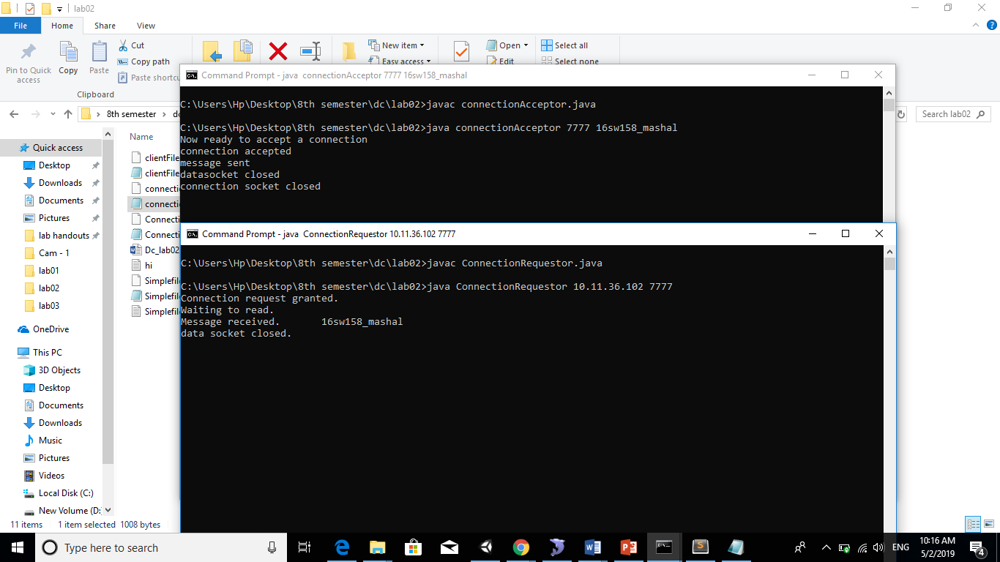 lab02
File Home Share View
Pin to Quick access
Copy
Paste
Cut
Copy path
Paste shortcu
Clipboard
New item
Easy access
Open
Edit
Select all
Select none
8th semester
Search lab02
Quick access
Desktop
Downloads
Documents
Pictures
lab handouts
Cam - 1
lab01
lab02
lab03
OneDrive
This PC
3D Objects
Desktop
Documents
Downloads
Music
Pictures
Videos
Local Disk (C:)
New Volume (D:
Name
clientFile
clientFile
connecti
connectio
Connecti
Connecti
Dc_lab02
hi
Simplefil
Simplefil
Simplefil
Command Prompt - java  connectionAcceptor 7777 16sw158_mashal
C:\Users\Hp\Desktop\8th semester\dc\lab02>javac connectionAcceptor.java
C:\Users\Hp\Desktop\8th semester\dc\lab02>java connectionAcceptor 7777 16sw158_mashal
Now ready to accept a connection
connection accepted
message sent
datasocket closed
connection socket closed
Command Prompt - java  ConnectionRequestor 10.11.36.102 7777
C:\Users\Hp\Desktop\8th semester\dc\lab02>javac ConnectionRequestor.java
C:\Users\Hp\Desktop\8th semester\dc\lab02>java ConnectionRequestor 10.11.36.102 7777
Connection request granted.
Waiting to read.
Message received.       16sw158_mashal
data socket closed.
11 items 1 item selected 1008 bytes
Type here to search
ENG
10:16 AM
5/2/2019
4